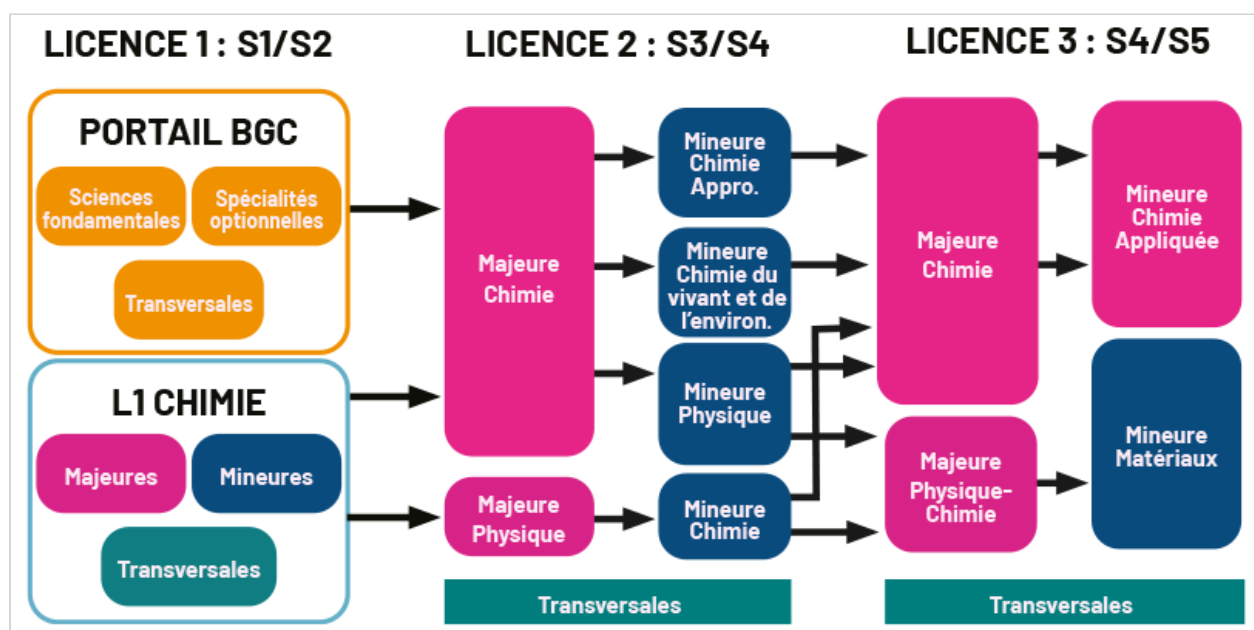 LICENCE 1 : S1/S2
LICENCE 2 : S3/S4
LICENCE 3 : S4/S5
PORTAIL BGC
Sciences
fondamentales
Spécialités
optionnelles
Transversales
L1 CHIMIE
Majeures
Mineures
Transversales
Majeure
Chimie
Majeure
Physique
Mineure
Chimie
Appro.
Mineure
Chimie du
vivant et de
l'environ.
Mineure
Physique
Mineure
Chimie
Transversales
Majeure
Chimie
Majeure
Physique-
Chimie
Mineure
Chimie
Appliquée
Mineure
Matériaux
Transversales